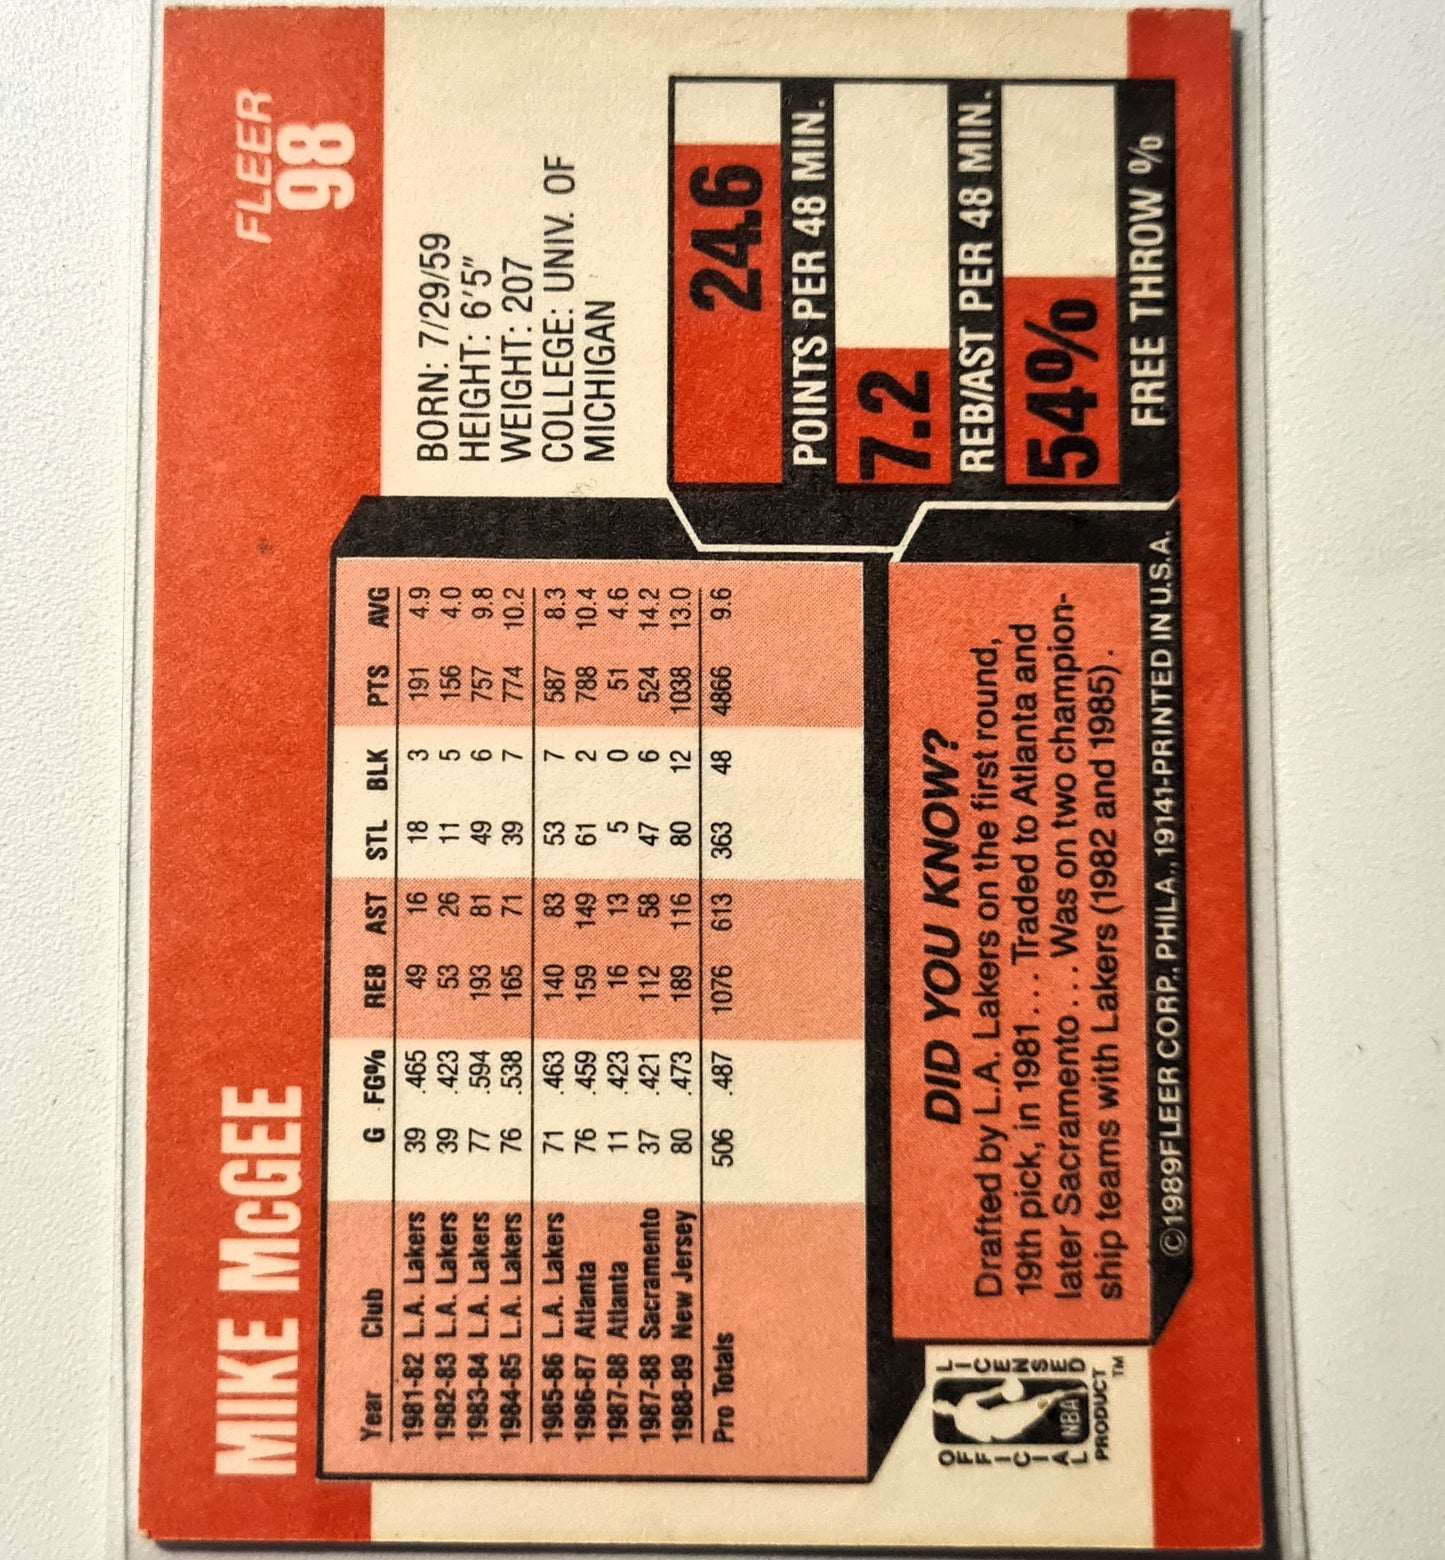 MIKE McGEE
FLEER
98
Year Club G FG% REB AST STL BLK PTS AVG
1981-82 L.A. Lakers 39 .465 49 16 18 3 191 4.9
1982-83 L.A. Lakers 39 .423 53 26 11 5 156 4.0
1983-84 L.A. Lakers 77 .594 193 81 49 6 757 9.8
1984-85 L.A. Lakers 76 .538 165 71 39 7 774 10.2
1985-86 L.A. Lakers 71 .463 140 83 53 7 587 8.3
1986-87 Atlanta 76 .459 159 149 61 2 788 10.4
1987-88 Atlanta 11 .423 16 13 5 0 51 4.6
1987-88 Sacramento 37 .421 112 58 47 6 524 14.2
1988-89 New Jersey 80 .473 189 116 80 12 1038 13.0
Pro Totals 506 .487 1076 613 363 48 4866 9.6
BORN: 7/29/59
HEIGHT: 6'5"
WEIGHT: 207
COLLEGE: UNIV. OF
MICHIGAN
24.6
POINTS PER 48 MIN.
7.2
REB/AST PER 48 MIN.
54%
FREE THROW %
DID YOU KNOW?
Drafted by L.A. Lakers on the first round,
19th pick, in 1981.... Traded to Atlanta and
later Sacramento.... Was on two champion-
ship teams with Lakers (1982 and 1985).
OFFICIAL
NBA
LICENSED
PRODUCT
TM
©1989FLEER CORP., PHILA., 19141-PRINTED IN U.S.A.